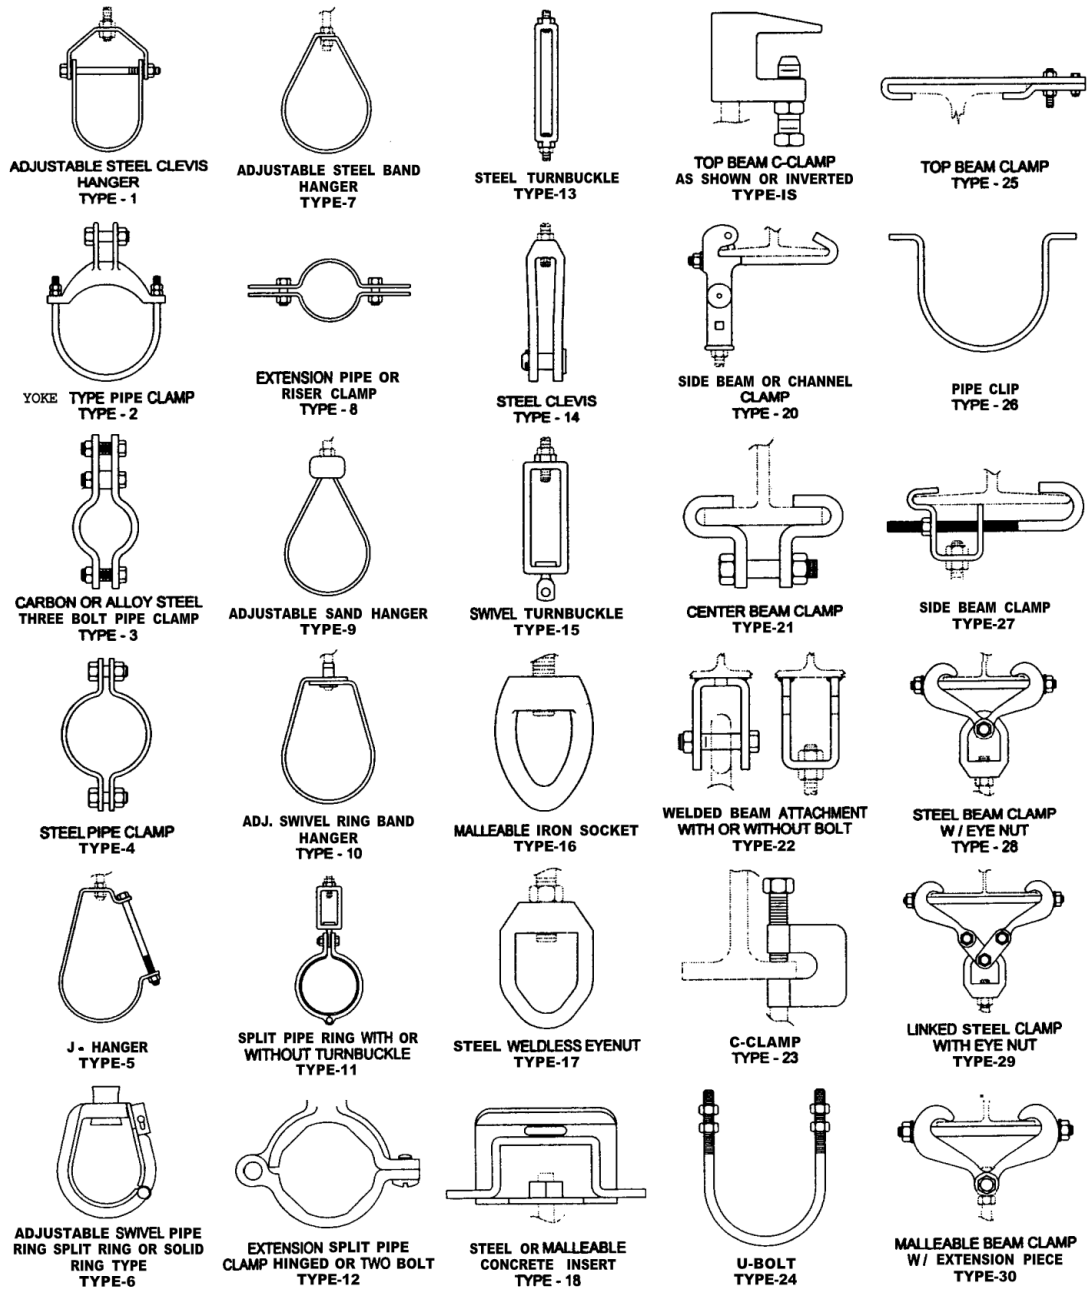 ADJUSTABLE STEEL CLEVIS
HANGER
TYPE - 1
ADJUSTABLE STEEL BAND
HANGER
TYPE-7
STEEL TURNBUCKLE
TYPE-13
TOP BEAM C-CLAMP
AS SHOWN OR INVERTED
TYPE-IS
TOP BEAM CLAMP
TYPE - 25
YOKE TYPE PIPE CLAMP
TYPE - 2
EXTENSION PIPE OR
RISER CLAMP
TYPE - 8
STEEL CLEVIS
TYPE - 14
SIDE BEAM OR CHANNEL
CLAMP
TYPE - 20
PIPE CLIP
TYPE - 26
CARBON OR ALLOY STEEL
THREE BOLT PIPE CLAMP
TYPE - 3
ADJUSTABLE SAND HANGER
TYPE-9
SWIVEL TURNBUCKLE
TYPE-15
CENTER BEAM CLAMP
TYPE-21
SIDE BEAM CLAMP
TYPE-27
STEEL PIPE CLAMP
TYPE-4
ADJ. SWIVEL RING BAND
HANGER
TYPE - 10
MALLEABLE IRON SOCKET
TYPE-16
WELDED BEAM ATTACHMENT
WITH OR WITHOUT BOLT
TYPE-22
STEEL BEAM CLAMP
W / EYE NUT
TYPE - 28
J - HANGER
TYPE-5
SPLIT PIPE RING WITH OR
WITHOUT TURNBUCKLE
TYPE-11
STEEL WELDLESS EYENUT
TYPE-17
C-CLAMP
TYPE - 23
LINKED STEEL CLAMP
WITH EYE NUT
TYPE-29
ADJUSTABLE SWIVEL PIPE
RING SPLIT RING OR SOLID
RING TYPE
TYPE-6
EXTENSION SPLIT PIPE
CLAMP HINGED OR TWO BOLT
TYPE-12
STEEL OR MALLEABLE
CONCRETE INSERT
TYPE - 18
U-BOLT
TYPE-24
MALLEABLE BEAM CLAMP
W/ EXTENSION PIECE
TYPE-30